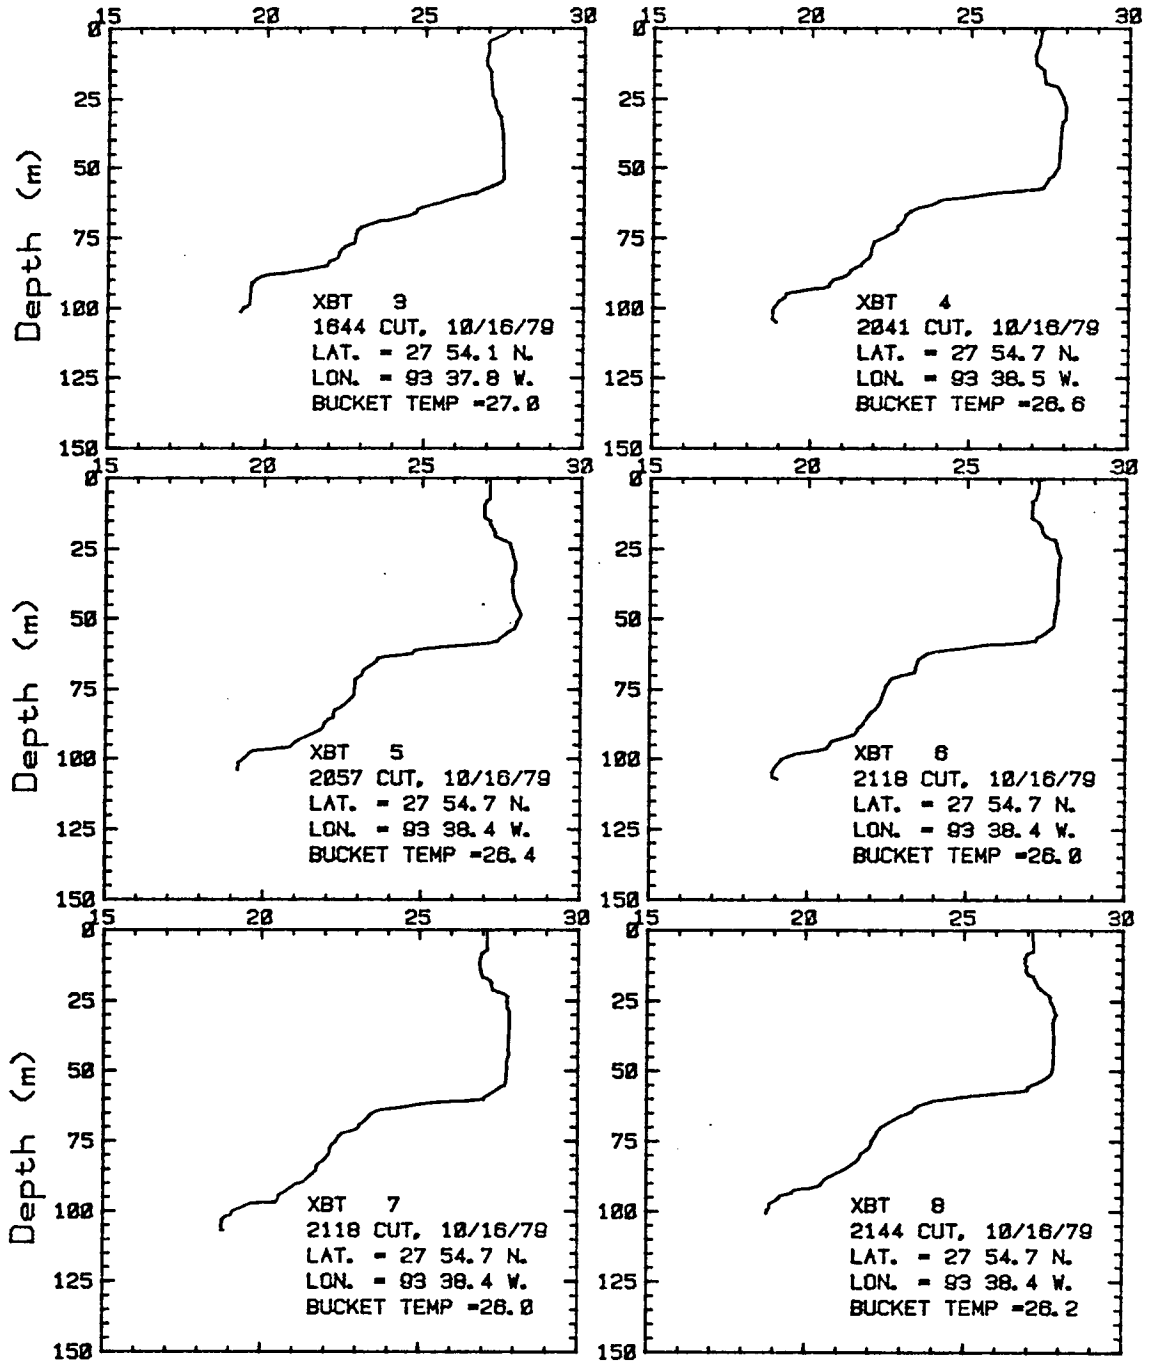 15 20 25 30
15 20 25 30
Depth (m)
0
25
50
75
100
125
150
XBT 3
1644 CUT, 10/16/79
LAT. = 27 54.1 N.
LON. = 93 37.8 W.
BUCKET TEMP =27.0
0
25
50
75
100
125
150
XBT 4
2041 CUT, 10/16/79
LAT. = 27 54.7 N.
LON. = 93 38.5 W.
BUCKET TEMP =26.6
15 20 25 30
15 20 25 30
Depth (m)
0
25
50
75
100
125
150
XBT 5
2057 CUT, 10/16/79
LAT. = 27 54.7 N.
LON. = 93 38.4 W.
BUCKET TEMP =26.4
0
25
50
75
100
125
150
XBT 6
2118 CUT, 10/16/79
LAT. = 27 54.7 N.
LON. = 93 38.4 W.
BUCKET TEMP =26.0
15 20 25 30
15 20 25 30
Depth (m)
0
25
50
75
100
125
150
XBT 7
2118 CUT, 10/16/79
LAT. = 27 54.7 N.
LON. = 93 38.4 W.
BUCKET TEMP =26.0
0
25
50
75
100
125
150
XBT 8
2144 CUT, 10/16/79
LAT. = 27 54.7 N.
LON. = 93 38.4 W.
BUCKET TEMP =26.2